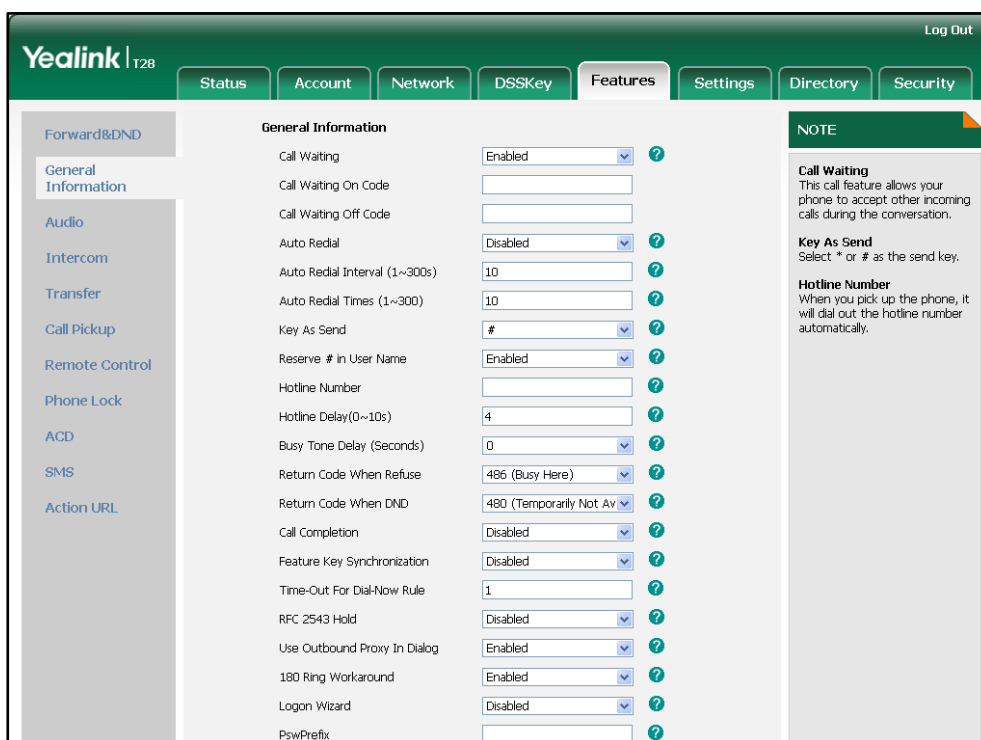 Log Out
Yealink T28
Status Account Network DSSKey Features Settings Directory Security
Forward&DND
General
Information
Audio
Intercom
Transfer
Call Pickup
Remote Control
Phone Lock
ACD
SMS
Action URL
General Information
Call Waiting Enabled ?
Call Waiting On Code
Call Waiting Off Code
Auto Redial Disabled ?
Auto Redial Interval (1~300s) 10 ?
Auto Redial Times (1~300) 10 ?
Key As Send # ?
Reserve # in User Name Enabled ?
Hotline Number ?
Hotline Delay(0~10s) 4 ?
Busy Tone Delay (Seconds) 0 ?
Return Code When Refuse 486 (Busy Here) ?
Return Code When DND 480 (Temporarily Not Av ?
Call Completion Disabled ?
Feature Key Synchronization Disabled ?
Time-Out For Dial-Now Rule 1 ?
RFC 2543 Hold Disabled ?
Use Outbound Proxy In Dialog Enabled ?
180 Ring Workaround Enabled ?
Logon Wizard Disabled ?
PswPrefix ?
NOTE
Call Waiting
This call feature allows your
phone to accept other incoming
calls during the conversation.
Key As Send
Select * or # as the send key.
Hotline Number
When you pick up the phone, it
will dial out the hotline number
automatically.